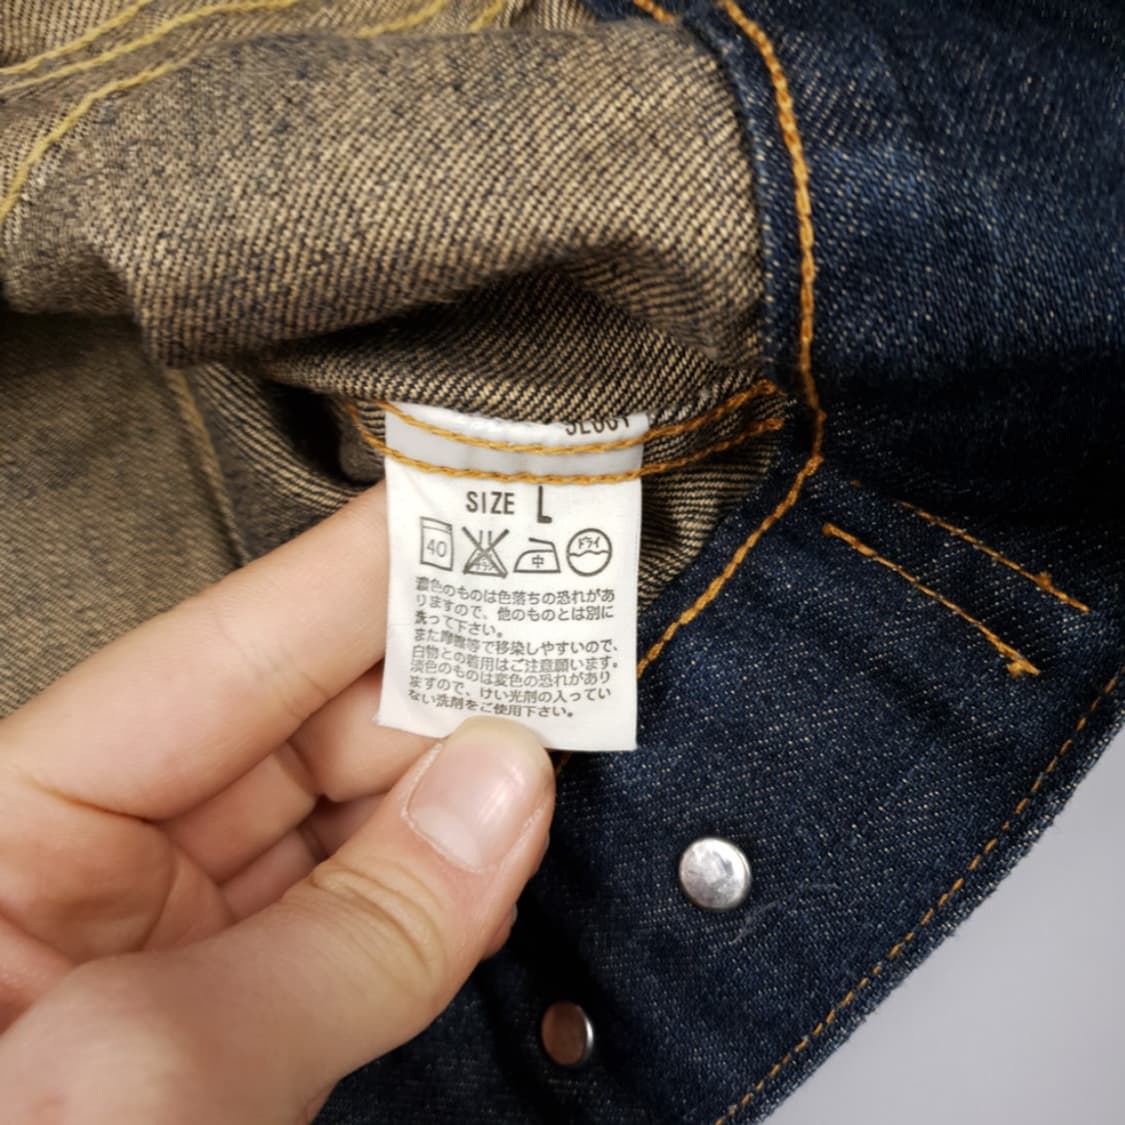 SIZE L
40 中 ドライ
濃色のものは色落ちの恐れがあ
りますので、他のものとは別に
洗って下さい。
また摩擦等で移染しやすいので、
白物との着用はご注意願います。
淡色のものは変色の恐れがあり
ますので、けい光剤の入ってい
ない洗剤をご使用下さい。